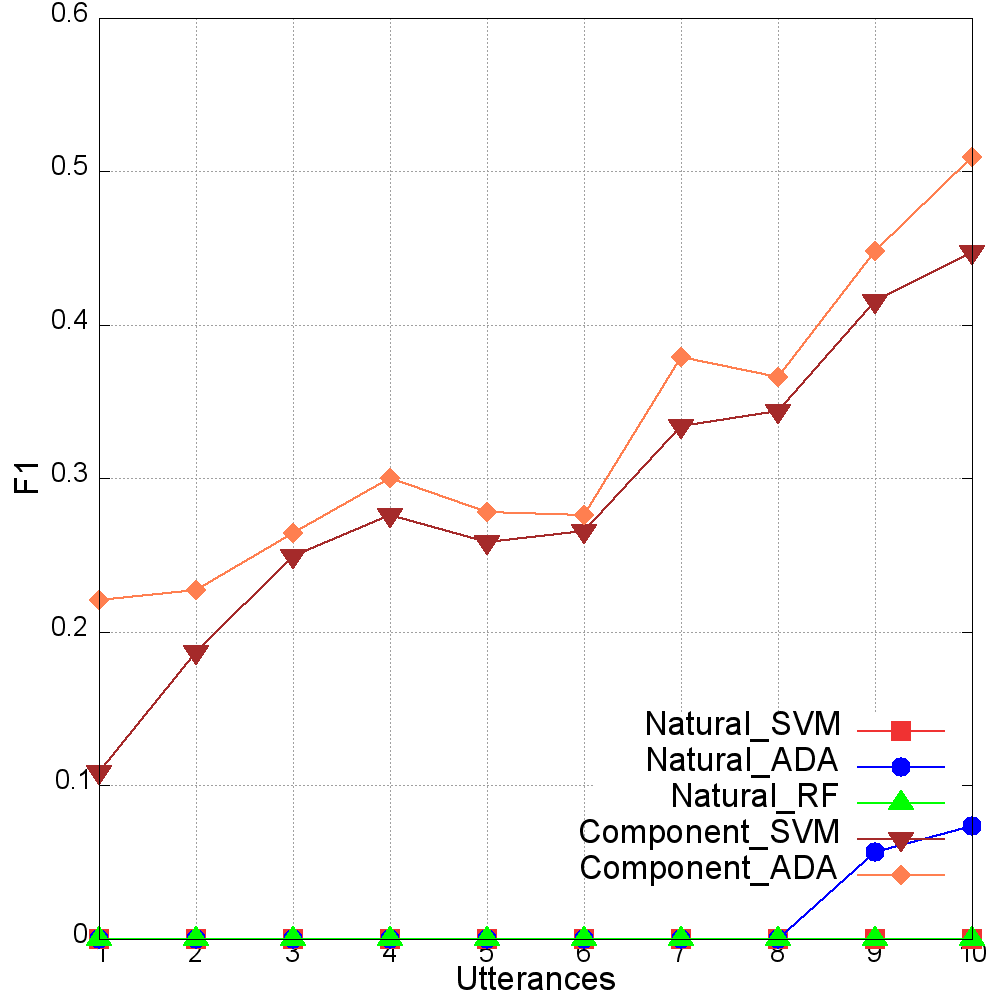 0.6
0.5
0.4
0.3
0.2
0.1
0
F1
Natural_SVM
Natural_ADA
Natural_RF
Component_SVM
Component_ADA
1 2 3 4 5 6 7 8 9 10
Utterances